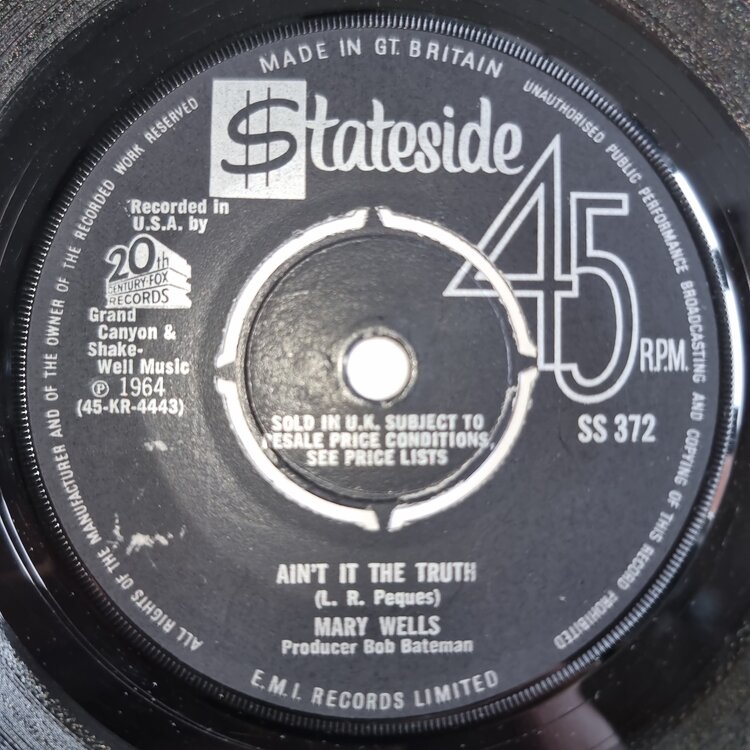 MADE IN GT. BRITAIN
$tateside
UNAUTHORISED PUBLIC PERFORMANCE BROADCASTING AND COPYING OF THIS RECORD PROHIBITED
ALL RIGHTS OF THE MANUFACTURER AND OF THE OWNER OF THE RECORDED WORK RESERVED
45
R.P.M.
Recorded in
U.S.A. by
20th
CENTURY-FOX
RECORDS
Grand
Canyon &
Shake-
Well Music
Ⓟ 1964
(45-KR-4443)
SS 372
SOLD IN U.K. SUBJECT TO
RESALE PRICE CONDITIONS,
SEE PRICE LISTS
AIN'T IT THE TRUTH
(L. R. Peques)
MARY WELLS
Producer Bob Bateman
E.M.I. RECORDS LIMITED